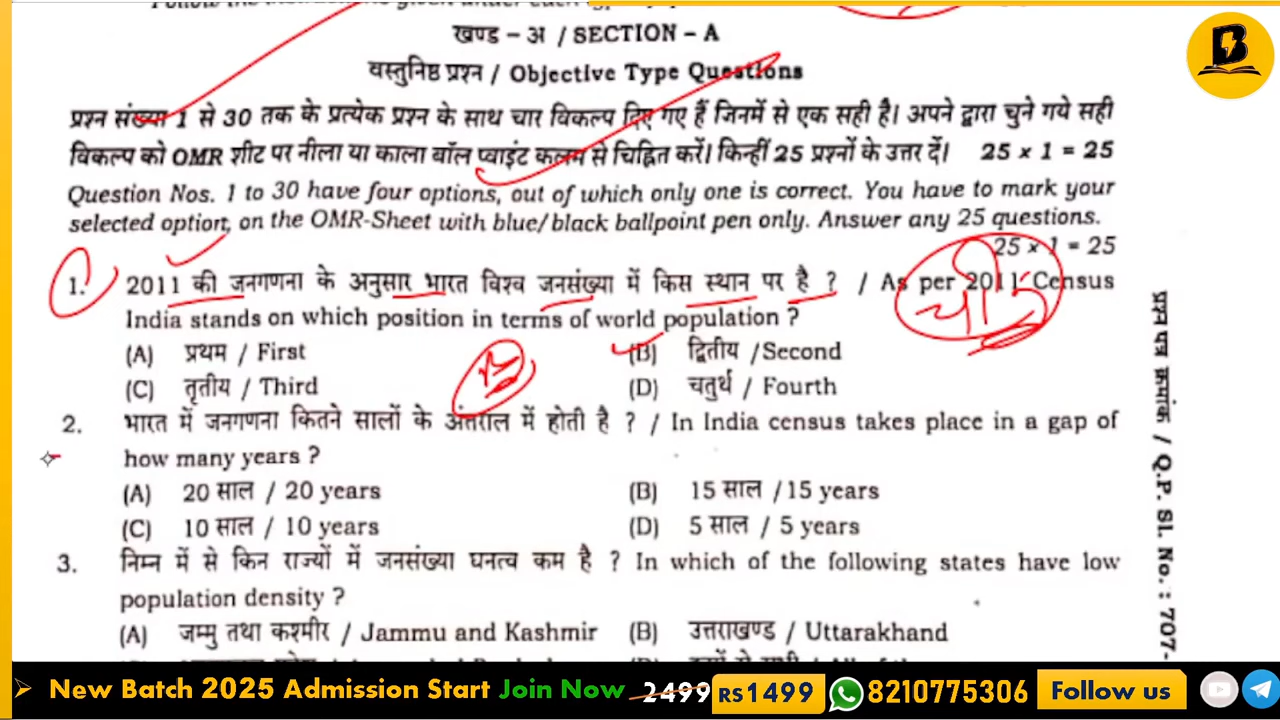 खण्ड - अ / SECTION - A
वस्तुनिष्ठ प्रश्न / Objective Type Questions
प्रश्न संख्या 1 से 30 तक के प्रत्येक प्रश्न के साथ चार विकल्प दिए गए हैं जिनमें से एक सही है। अपने द्वारा चुने गये सही
विकल्प को OMR शीट पर नीला या काला बॉल प्वाइंट कलम से चिह्नित करें। किन्हीं 25 प्रश्नों के उत्तर दें। 25 × 1 = 25
Question Nos. 1 to 30 have four options, out of which only one is correct. You have to mark your
selected option, on the OMR-Sheet with blue/black ballpoint pen only. Answer any 25 questions.
25 × 1 = 25
1. 2011 की जनगणना के अनुसार भारत विश्व जनसंख्या में किस स्थान पर है ? / As per 2011 Census
India stands on which position in terms of world population ?
(A) प्रथम / First (B) द्वितीय /Second
(C) तृतीय / Third (D) चतुर्थ / Fourth
2. भारत में जनगणना कितने सालों के अंतराल में होती है ? / In India census takes place in a gap of
how many years ?
(A) 20 साल / 20 years (B) 15 साल /15 years
(C) 10 साल / 10 years (D) 5 साल / 5 years
3. निम्न में से किन राज्यों में जनसंख्या घनत्व कम है ? In which of the following states have low
population density ?
(A) जम्मु तथा कश्मीर / Jammu and Kashmir (B) उत्तराखण्ड / Uttarakhand
प्रश्न पत्र क्रमांक / Q.P. Sl. No. : 707-
B
New Batch 2025 Admission Start Join Now 2499 RS1499 8210775306 Follow us